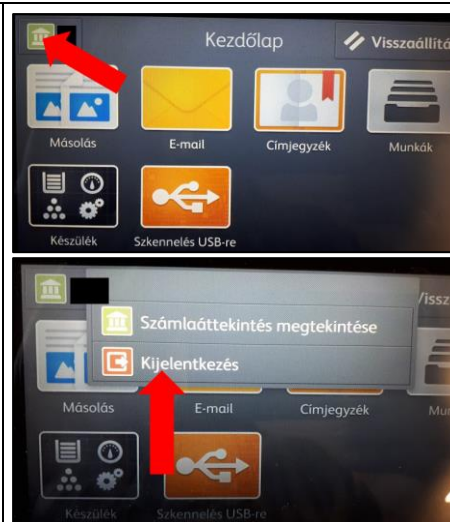 Kezdőlap
Visszaállító
Másolás
E-mail
Címjegyzék
Munkák
Készülék
Szkennelés USB-re
Számlaáttekintés megtekintése
Kijelentkezés
Másolás
E-mail
Címjegyzék
Készülék
Szkennelés USB-re